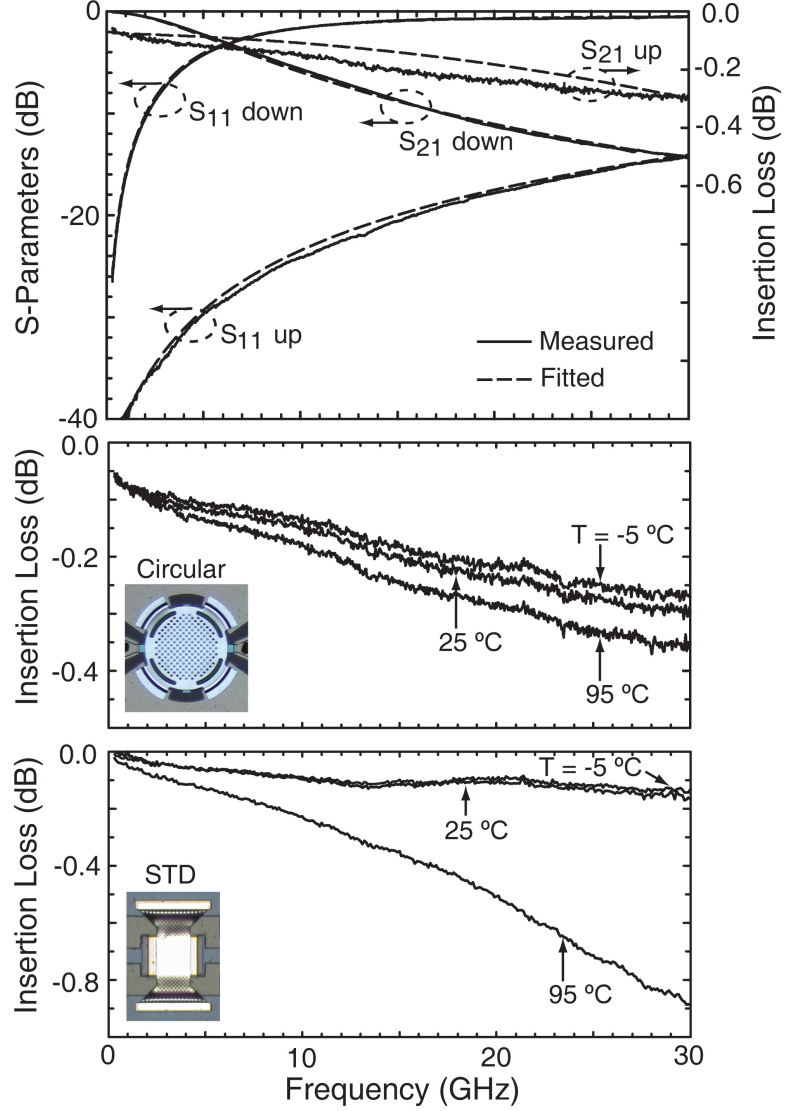 0
0.0
S21 up
-0.2
S11 down
S21 down
-0.4
-20
-0.6
S-Parameters (dB)
Insertion Loss (dB)
S11 up
Measured
Fitted
-40
0.0
Insertion Loss (dB)
-0.2
T = -5 ºC
Circular
25 ºC
-0.4
95 ºC
0.0
Insertion Loss (dB)
T = -5 ºC
25 ºC
-0.4
STD
-0.8
95 ºC
0 10 20 30
Frequency (GHz)